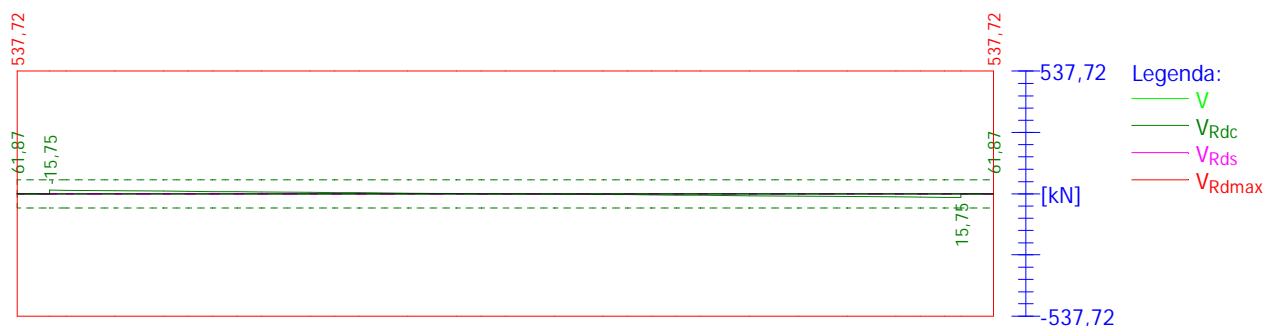 537,72
537,72
537,72
Legenda:
V
VRdc
VRds
VRdmax
61,87
-15,75
61,87
[kN]
15,75
-537,72